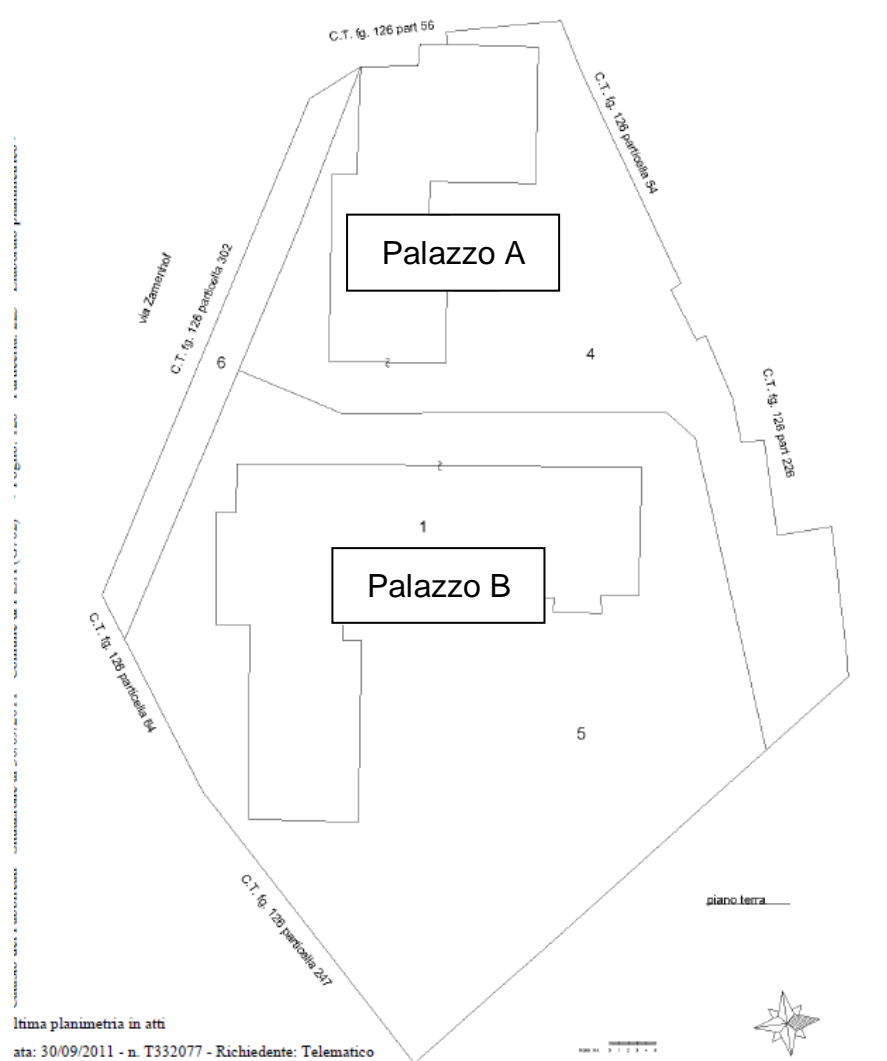 C.T. fg. 126 part 56
C.T. fg. 126 particella 54
Palazzo A
via Zamenhof
C.T. fg. 126 particella 302
6
4
C.T. fg. 126 part 226
1
Palazzo B
C.T. fg. 126 particella 64
5
C.T. fg. 126 particella 247
piano terra
ltima planimetria in atti
ata: 30/09/2011 - n. T332077 - Richiedente: Telematico